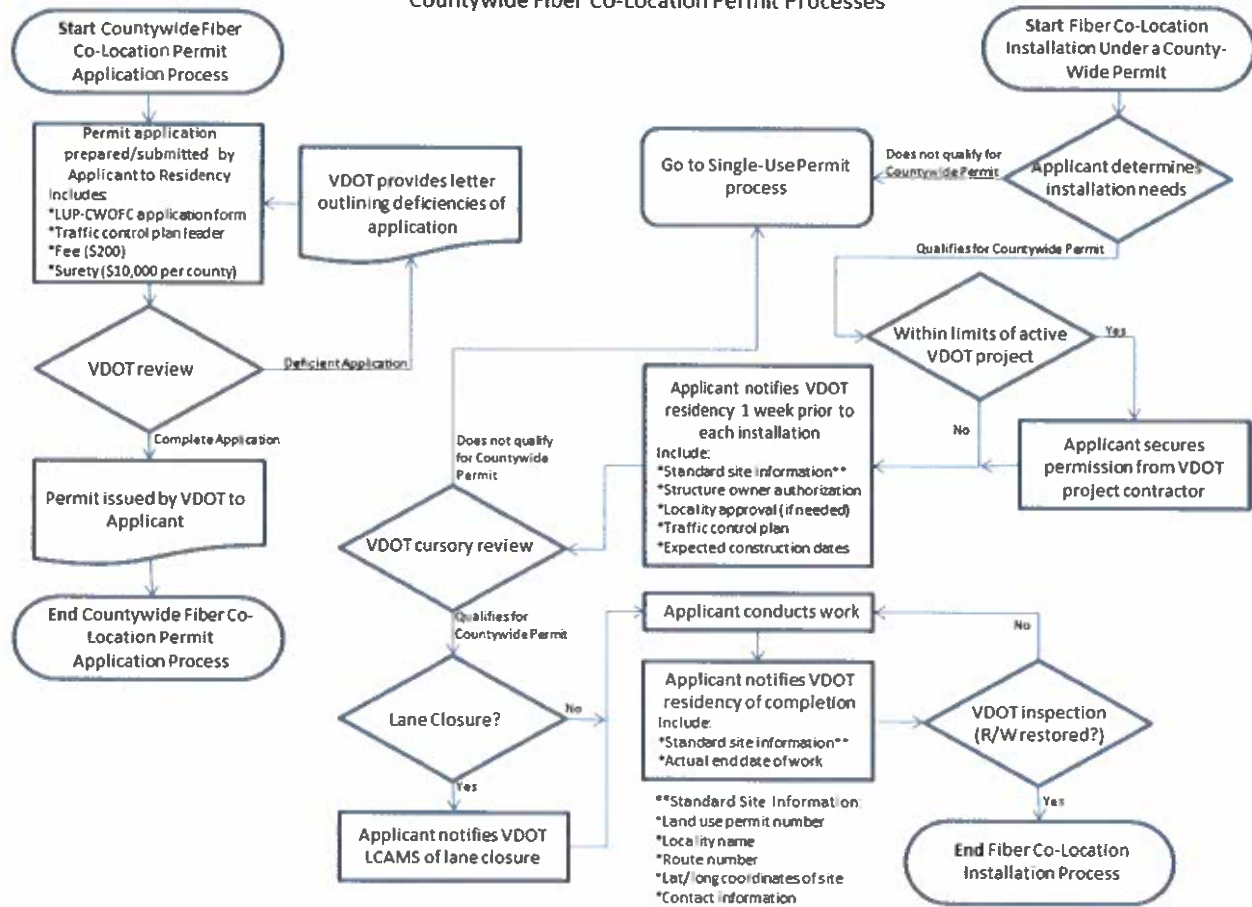 Countywide Fiber Co-Location Permit Processes
Start Countywide Fiber
Co-Location Permit
Application Process
Permit application
prepared/submitted by
Applicant to Residency
Includes:
*LUP-CWOFC application form
*Traffic control plan leader
*Fee ($200)
*Surety ($10,000 per county)
VDOT provides letter
outlining deficiencies of
application
VDOT review
Deficient Application
Complete Application
Permit issued by VDOT to
Applicant
End Countywide Fiber Co-
Location Permit
Application Process
Start Fiber Co-Location
Installation Under a County-
Wide Permit
Applicant determines
installation needs
Does not qualify for
Countywide Permit
Go to Single-Use Permit
process
Qualifies for Countywide Permit
Within limits of active
VDOT project
Yes
No
Applicant secures
permission from VDOT
project contractor
Applicant notifies VDOT
residency 1 week prior to
each installation
Include:
*Standard site information**
*Structure owner authorization
*Locality approval (if needed)
*Traffic control plan
*Expected construction dates
VDOT cursory review
Does not qualify
for Countywide
Permit
Qualifies for
Countywide Permit
Lane Closure?
No
Yes
Applicant notifies VDOT
LCAMS of lane closure
Applicant conducts work
Applicant notifies VDOT
residency of completion
Include:
*Standard site information**
*Actual end date of work
VDOT inspection
(R/W restored?)
No
Yes
End Fiber Co-Location
Installation Process
**Standard Site Information:
*Land use permit number
*Locality name
*Route number
*Lat/long coordinates of site
*Contact information